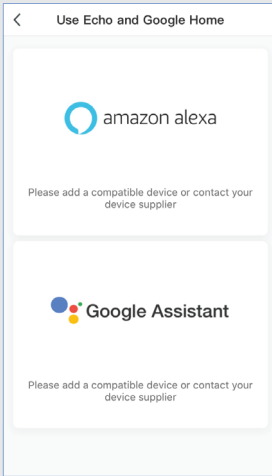 Use Echo and Google Home
amazon alexa
Please add a compatible device or contact your
device supplier
Google Assistant
Please add a compatible device or contact your
device supplier